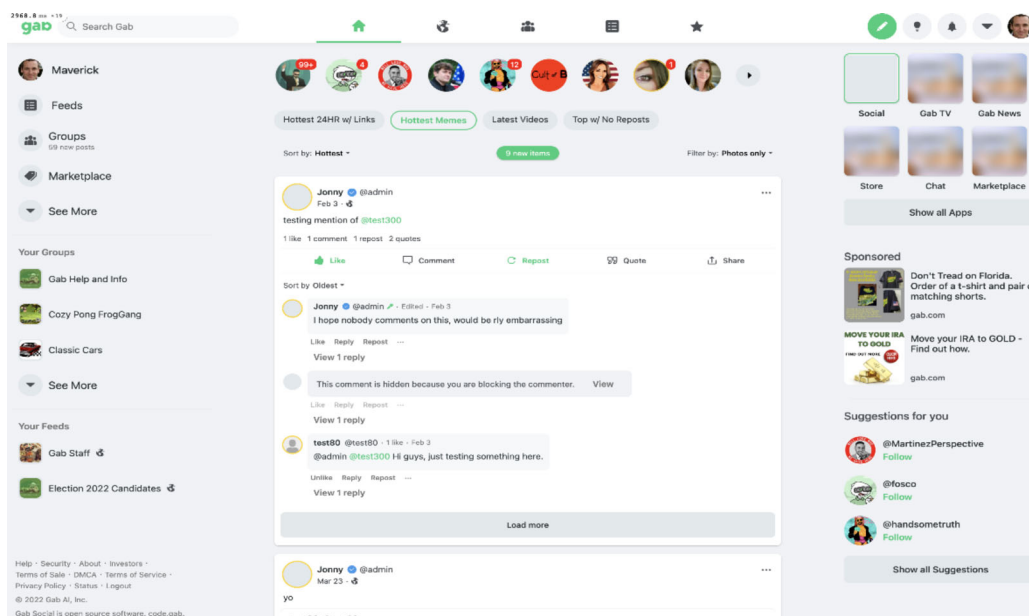 2968.8 ms
gab
Search Gab
Maverick
Feeds
Groups
59 new posts
Marketplace
See More
Your Groups
Gab Help and Info
Cozy Pong FrogGang
Classic Cars
See More
Your Feeds
Gab Staff
Election 2022 Candidates
Help · Security · About · Investors ·
Terms of Sale · DMCA · Terms of Service ·
Privacy Policy · Status · Logout
© 2022 Gab AI, Inc.
Gab Social is open source software. code.gab.
99+
4
12
Cult of B
1
Hottest 24HR w/ Links
Hottest Memes
Latest Videos
Top w/ No Reposts
Sort by: Hottest
9 new items
Filter by: Photos only
Jonny @admin
Feb 3 ·
testing mention of @test300
1 like 1 comment 1 repost 2 quotes
Like Comment Repost Quote Share
Sort by Oldest
Jonny @admin · Edited · Feb 3
I hope nobody comments on this, would be rly embarrassing
Like Reply Repost ···
View 1 reply
This comment is hidden because you are blocking the commenter. View
Like Reply Repost ···
View 1 reply
test80 @test80 · 1 like · Feb 3
@admin @test300 Hi guys, just testing something here.
Unlike Reply Repost ···
View 1 reply
Load more
Jonny @admin
Mar 23 ·
yo
Social
Gab TV
Gab News
Store
Chat
Marketplace
Show all Apps
Sponsored
Don't Tread on Florida.
Order of a t-shirt and pair
matching shorts.
gab.com
MOVE YOUR IRA
TO GOLD
FIND OUT MORE
Move your IRA to GOLD -
Find out how.
gab.com
Suggestions for you
@MartinezPerspective
Follow
@fosco
Follow
@handsometruth
Follow
Show all Suggestions